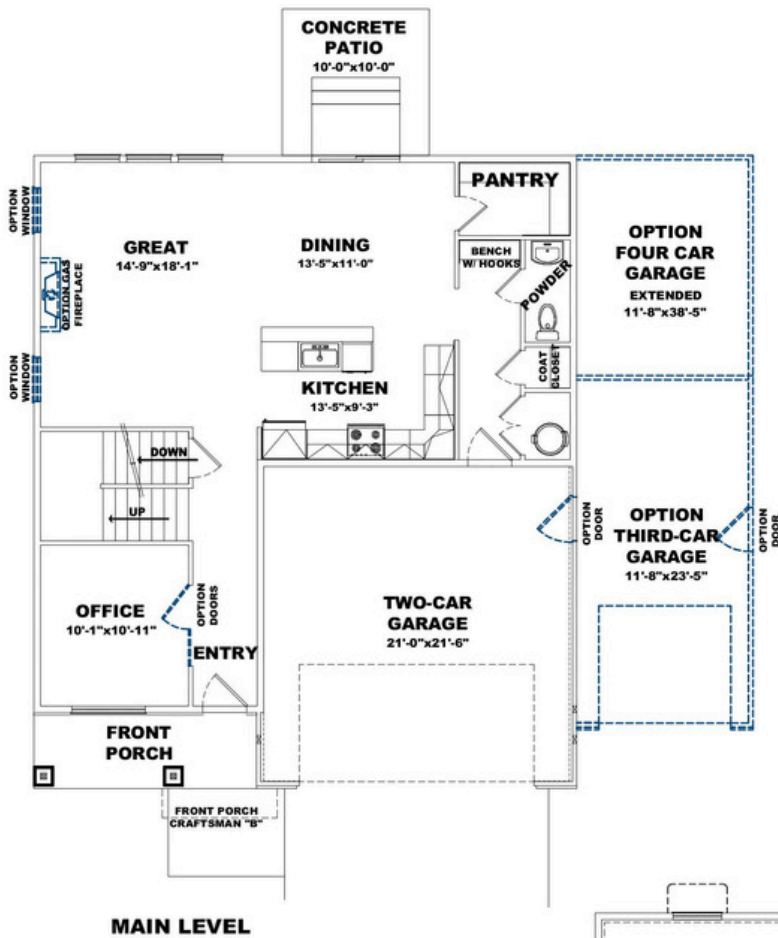 CONCRETE
PATIO
10'-0"x10'-0"
PANTRY
OPTION
WINDOW
GREAT
14'-9"x18'-1"
DINING
13'-5"x11'-0"
BENCH
W/ HOOKS
POWDER
OPTION
FOUR CAR
GARAGE
EXTENDED
11'-8"x38'-5"
OPTION GAS
FIREPLACE
OPTION
WINDOW
KITCHEN
13'-5"x9'-3"
COAT
CLOSET
DOWN
UP
OPTION
DOOR
OPTION
THIRD-CAR
GARAGE
11'-8"x23'-5"
OPTION
DOOR
OFFICE
10'-1"x10'-11"
OPTION
DOORS
ENTRY
TWO-CAR
GARAGE
21'-0"x21'-6"
FRONT
PORCH
FRONT PORCH
CRAFTSMAN "B"
MAIN LEVEL